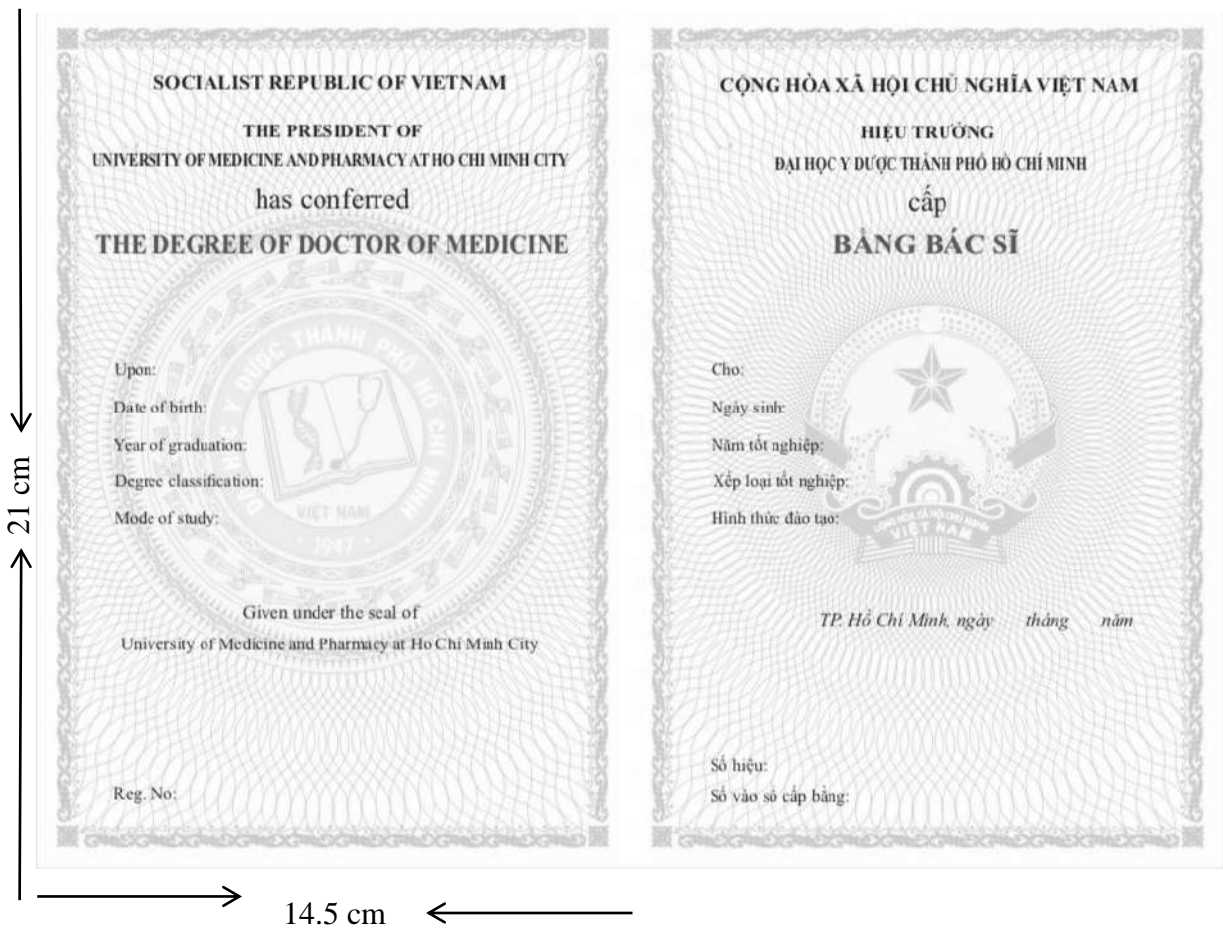 SOCIALIST REPUBLIC OF VIETNAM
THE PRESIDENT OF
UNIVERSITY OF MEDICINE AND PHARMACY AT HO CHI MINH CITY
has conferred
THE DEGREE OF DOCTOR OF MEDICINE
Upon:
Date of birth:
Year of graduation:
Degree classification:
Mode of study:
VIỆT NAM
1947
Given under the seal of
University of Medicine and Pharmacy at Ho Chi Minh City
Reg. No:
CỘNG HÒA XÃ HỘI CHỦ NGHĨA VIỆT NAM
HIỆU TRƯỞNG
ĐẠI HỌC Y DƯỢC THÀNH PHỐ HỒ CHÍ MINH
cấp
BẰNG BÁC SĨ
Cho:
Ngày sinh:
Năm tốt nghiệp:
Xếp loại tốt nghiệp:
Hình thức đào tạo:
VIỆT NAM
TP. Hồ Chí Minh, ngày tháng năm
Số hiệu:
Số vào sổ cấp bằng:
21 cm
14.5 cm